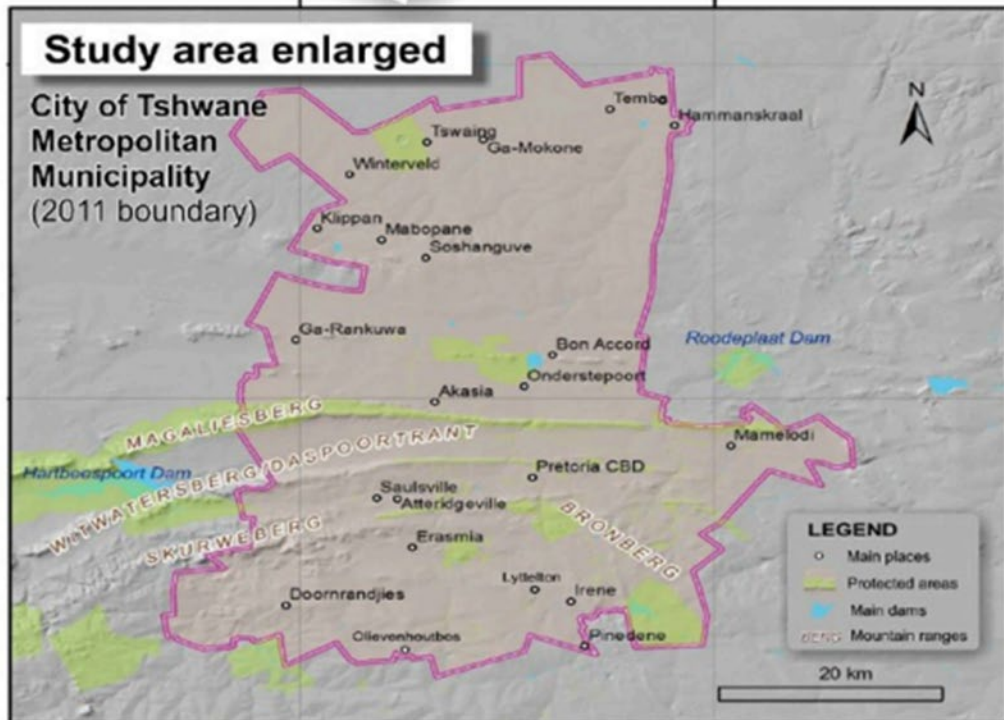 Study area enlarged
City of Tshwane
Metropolitan
Municipality
(2011 boundary)
N
Temba
Hammanskraal
Tswaing
Ga-Mokone
Winterveld
Klippan
Mabopane
Soshanguve
Ga-Rankuwa
Bon Accord
Roodeplaat Dam
Onderstepoort
Akasia
MAGALIESBERG
Mamelodi
WITWATERSBERG/DASPOORTRANT
Hartbeespoort Dam
Pretoria CBD
Saulsville
Atteridgeville
BRONBERG
SKURWEBERG
Erasmia
Lyttelton
Irene
Doornrandjies
Olievenhoutbos
Pinedene
LEGEND
Main places
Protected areas
Main dams
BERG Mountain ranges
20 km